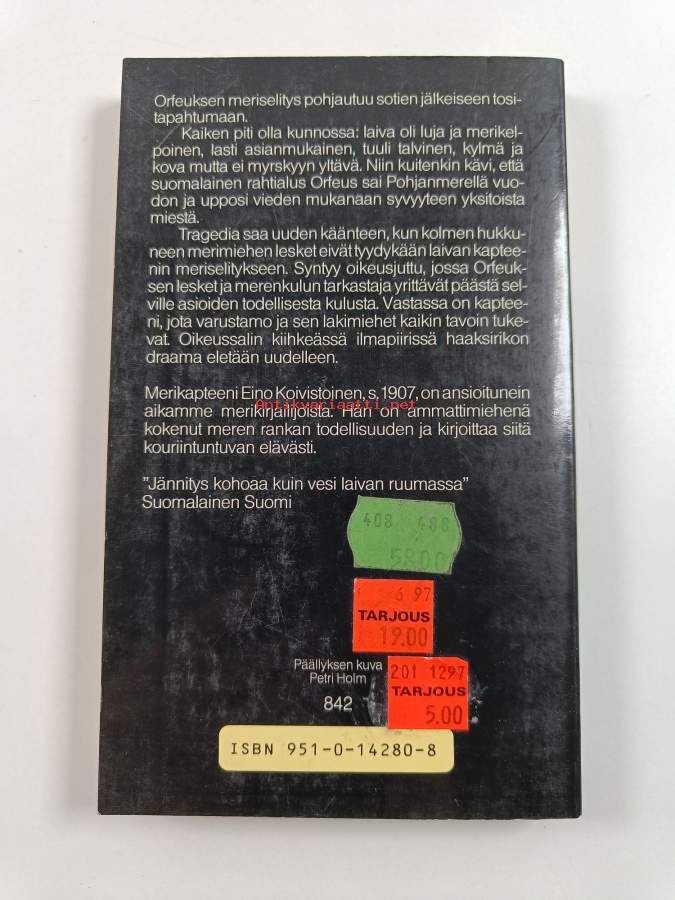 Orfeuksen meriselitys pohjautuu sotien jälkeiseen tosi-
tapahtumaan.
Kaiken piti olla kunnossa: laiva oli luja ja merikel-
poinen, lasti asianmukainen, tuuli talvinen, kylmä ja
kova mutta ei myrskyyn yltävä. Niin kuitenkin kävi, että
suomalainen rahtialus Orfeus sai Pohjanmerellä vuo-
don ja upposi vieden mukanaan syvyyteen yksitoista
miestä.
Tragedia saa uuden käänteen, kun kolmen hukku-
neen merimiehen lesket eivät tyydykään laivan kaptee-
nin meriselitykseen. Syntyy oikeusjuttu, jossa Orfeuk-
sen lesket ja merenkulun tarkastaja yrittävät päästä sel-
ville asioiden todellisesta kulusta. Vastassa on kaptee-
ni, jota varustamo ja sen lakimiehet kaikin tavoin tuke-
vat. Oikeussalin kiihkeässä ilmapiirissä haaksirikon
draama eletään uudelleen.
Merikapteeni Eino Koivistoinen, s. 1907, on ansioitunein
aikamme merikirjailijoista. Hän on ammattimiehenä
Antikvariaatti.net
kokenut meren rankan todellisuuden ja kirjoittaa siitä
kouriintuntuvan elävästi.
"Jännitys kohoaa kuin vesi laivan ruumassa"
Suomalainen Suomi
408 488
58.00
6 97
TARJOUS
19.00
Päällyksen kuva
Petri Holm
842
201 1297
TARJOUS
5.00
ISBN 951-0-14280-8